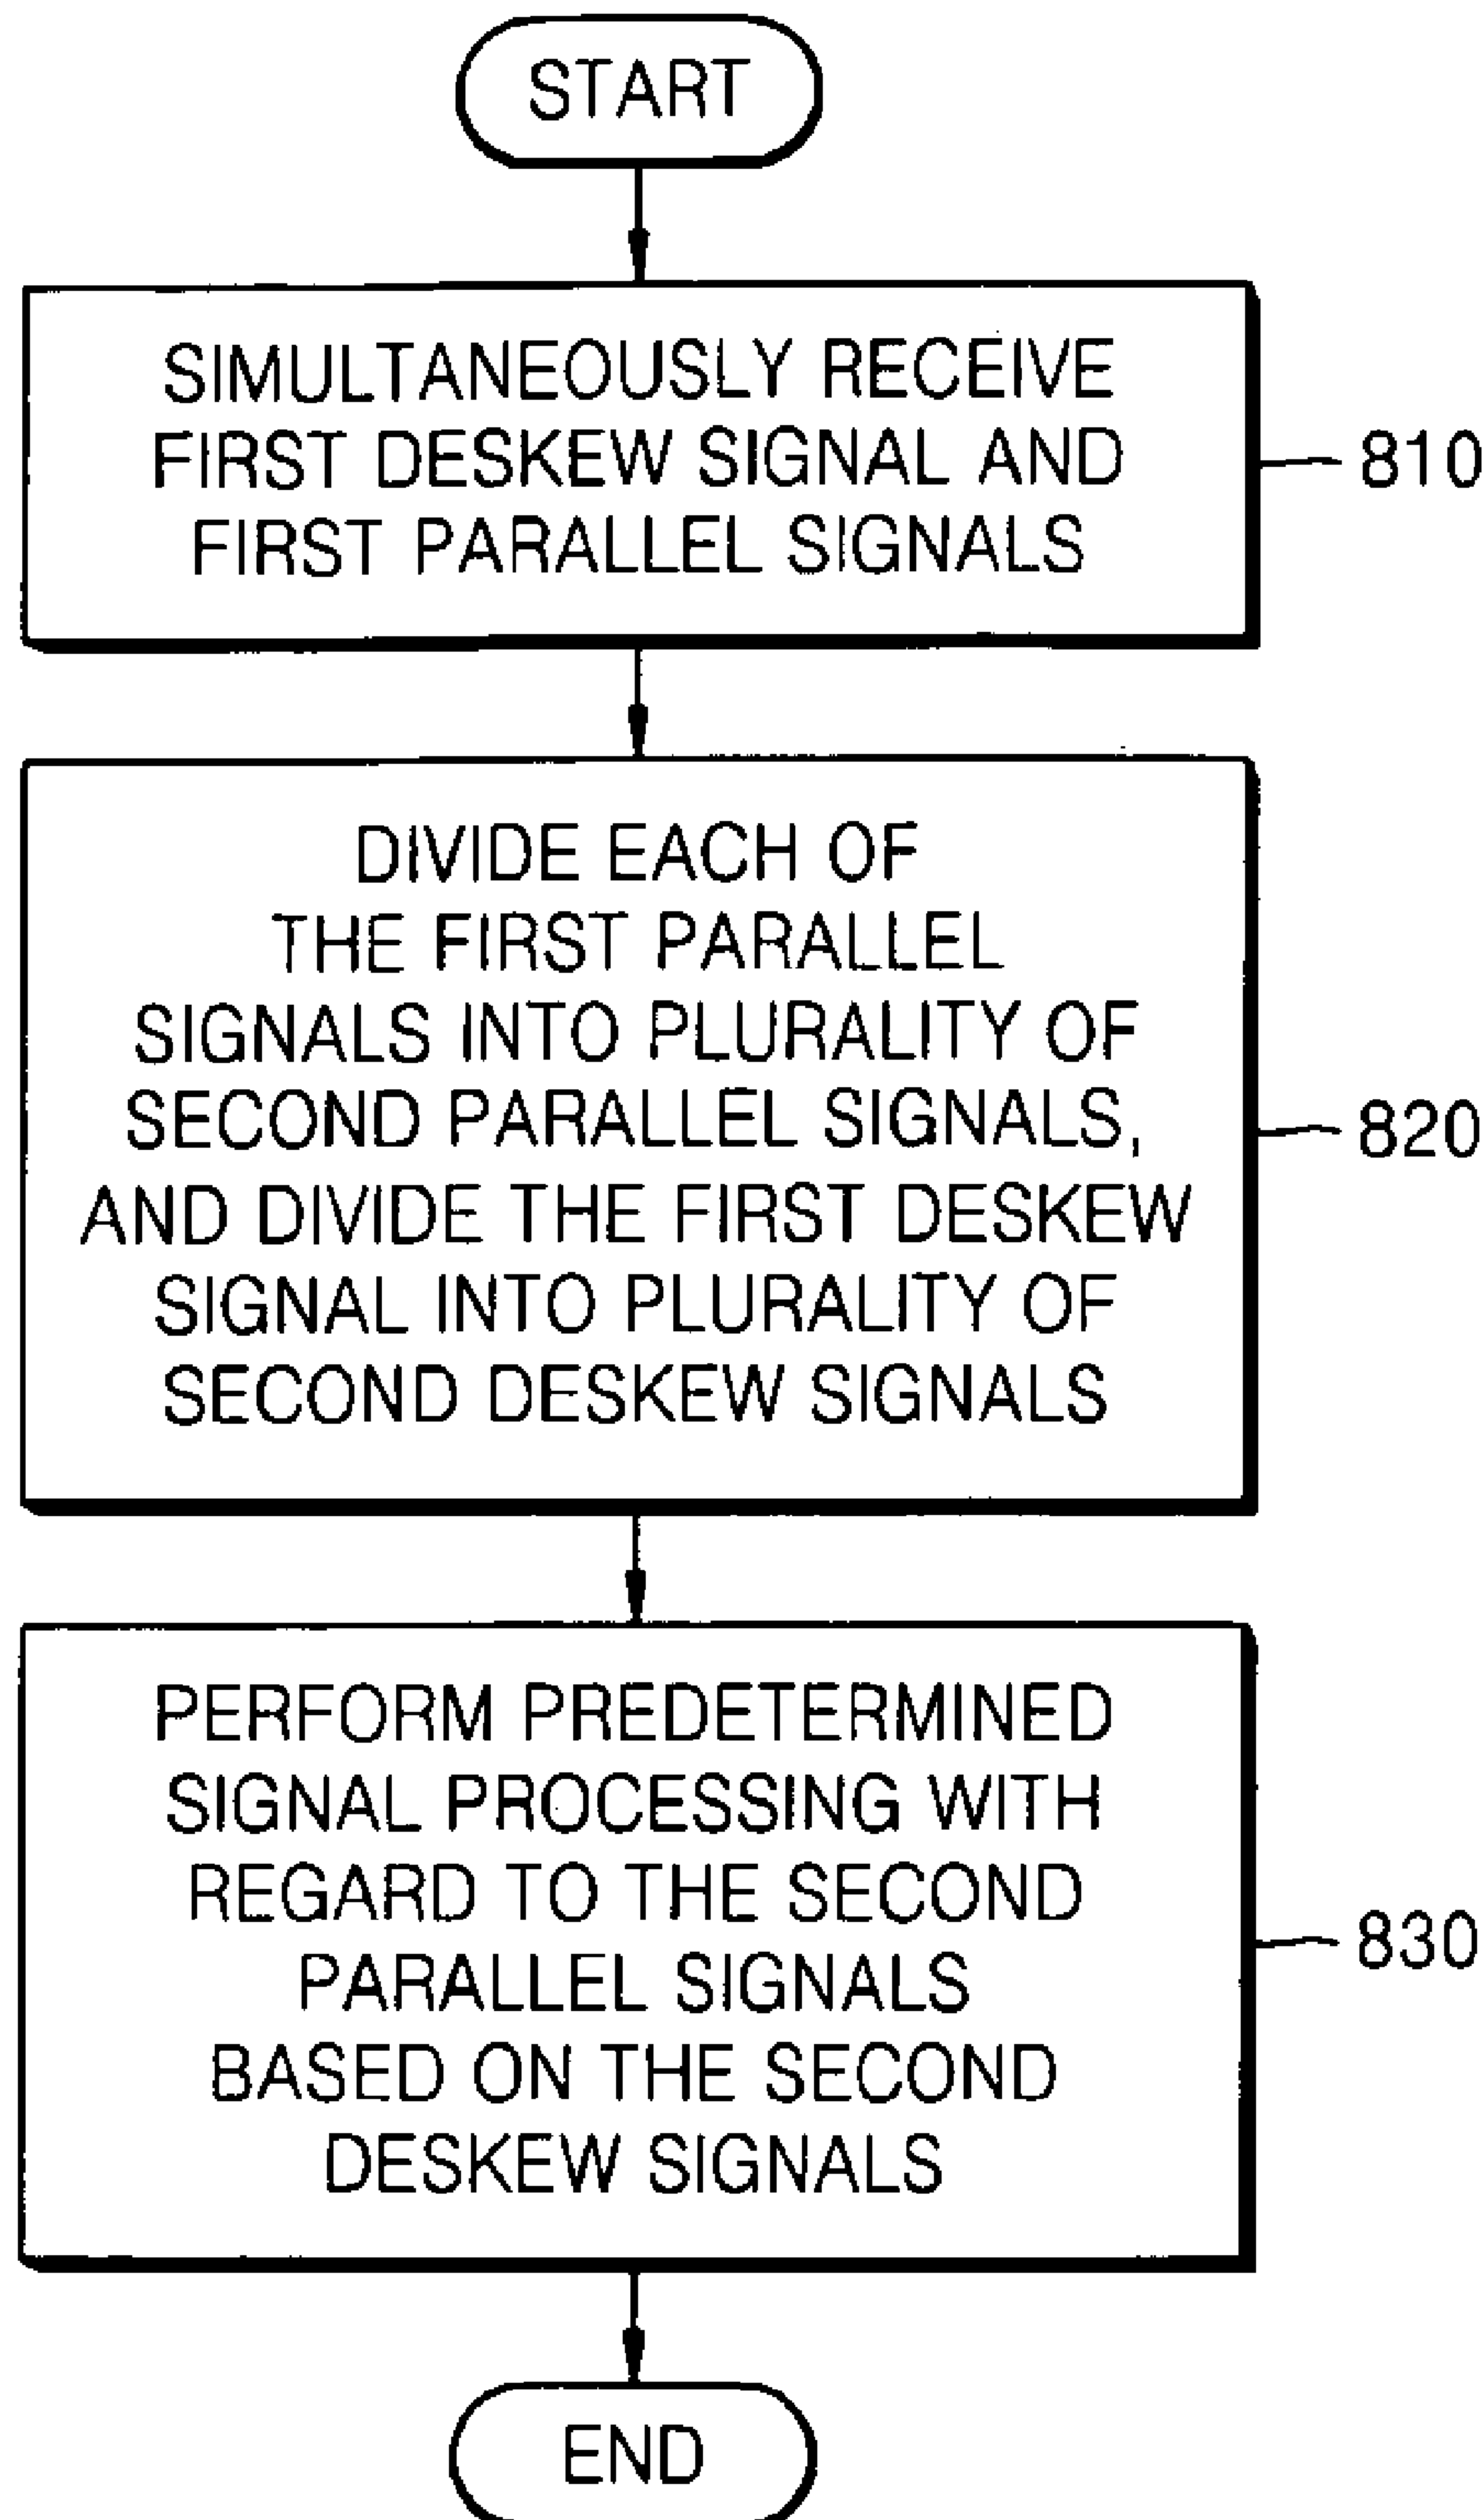 START
SIMULTANEOUSLY RECEIVE
FIRST DESKEW SIGNAL AND
FIRST PARALLEL SIGNALS
810
DIVIDE EACH OF
THE FIRST PARALLEL
SIGNALS INTO PLURALITY OF
SECOND PARALLEL SIGNALS,
AND DIVIDE THE FIRST DESKEW
SIGNAL INTO PLURALITY OF
SECOND DESKEW SIGNALS
820
PERFORM PREDETERMINED
SIGNAL PROCESSING WITH
REGARD TO THE SECOND
PARALLEL SIGNALS
BASED ON THE SECOND
DESKEW SIGNALS
830
END